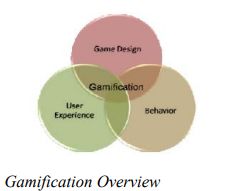 Game Design
Gamification
User
Experience
Behavior
Gamification Overview